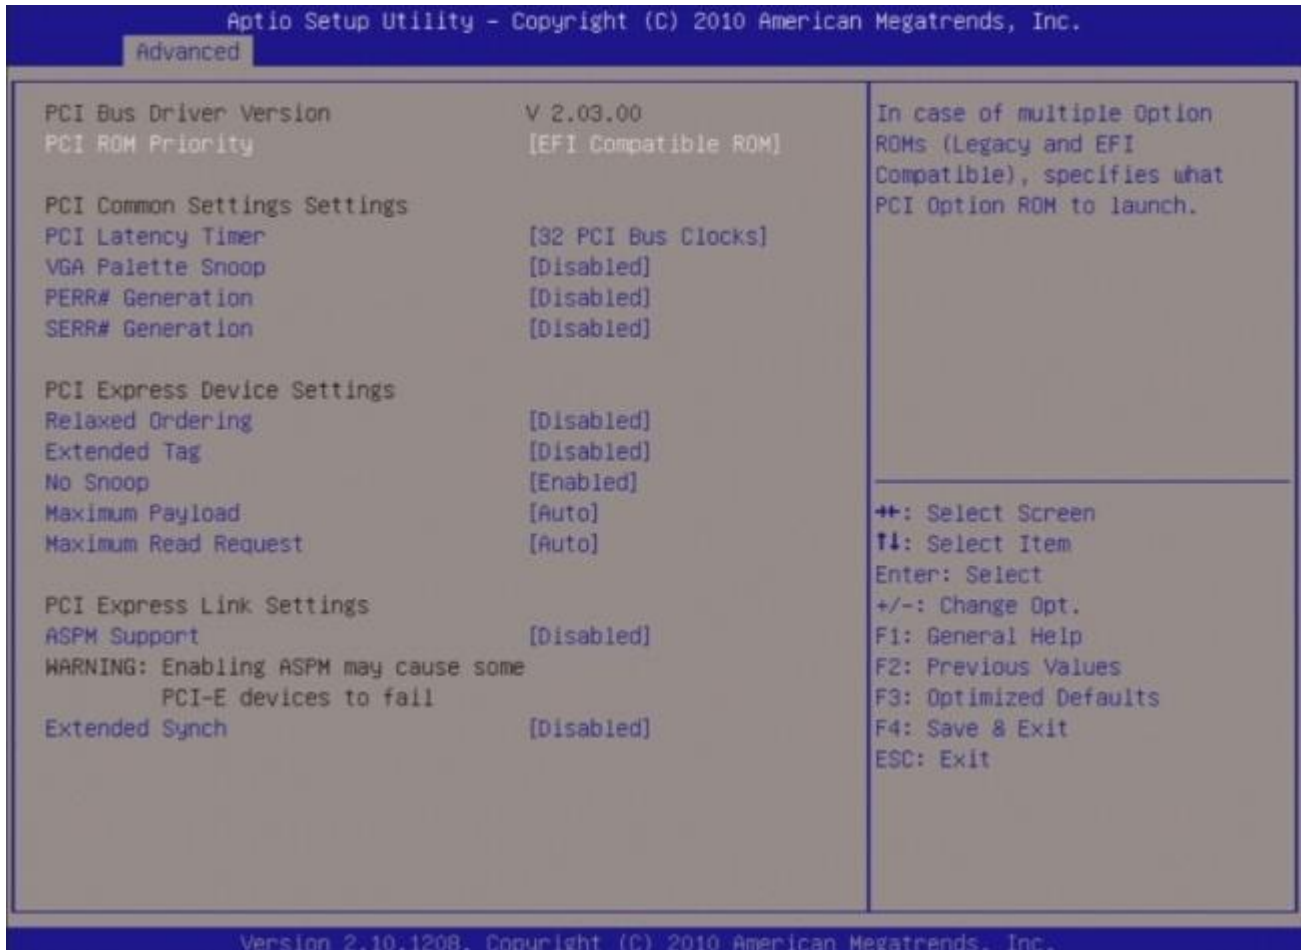 Aptio Setup Utility - Copyright (C) 2010 American Megatrends, Inc.
Advanced
PCI Bus Driver Version V 2.03.00
PCI ROM Priority [EFI Compatible ROM]
PCI Common Settings Settings
PCI Latency Timer [32 PCI Bus Clocks]
VGA Palette Snoop [Disabled]
PERR# Generation [Disabled]
SERR# Generation [Disabled]
PCI Express Device Settings
Relaxed Ordering [Disabled]
Extended Tag [Disabled]
No Snoop [Enabled]
Maximum Payload [Auto]
Maximum Read Request [Auto]
PCI Express Link Settings
ASPM Support [Disabled]
WARNING: Enabling ASPM may cause some
PCI-E devices to fail
Extended Synch [Disabled]
In case of multiple Option
ROMs (Legacy and EFI
Compatible), specifies what
PCI Option ROM to launch.
→←: Select Screen
↑↓: Select Item
Enter: Select
+/-: Change Opt.
F1: General Help
F2: Previous Values
F3: Optimized Defaults
F4: Save & Exit
ESC: Exit
Version 2.10.1208. Copyright (C) 2010 American Megatrends, Inc.